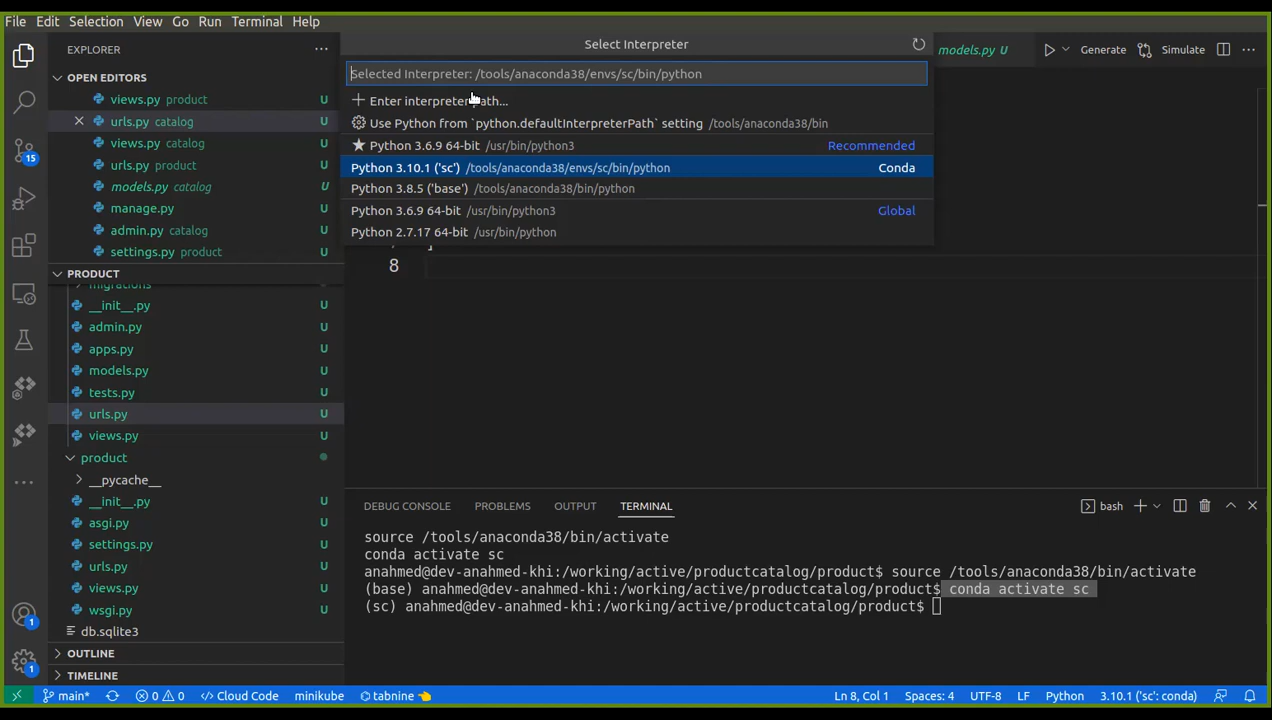 File Edit Selection View Go Run Terminal Help
EXPLORER
OPEN EDITORS
views.py product
urls.py catalog
views.py catalog
urls.py product
models.py catalog
manage.py
admin.py catalog
settings.py product
PRODUCT
migrations
__init__.py U
admin.py U
apps.py U
models.py U
tests.py U
urls.py U
views.py U
product
__pycache__
__init__.py U
asgi.py U
settings.py U
urls.py U
views.py U
wsgi.py U
db.sqlite3
OUTLINE
TIMELINE
15
1
1
Select Interpreter
Selected Interpreter: /tools/anaconda38/envs/sc/bin/python
Enter interpreter path...
Use Python from `python.defaultInterpreterPath` setting /tools/anaconda38/bin
Python 3.6.9 64-bit /usr/bin/python3 Recommended
Python 3.10.1 ('sc') /tools/anaconda38/envs/sc/bin/python Conda
Python 3.8.5 ('base') /tools/anaconda38/bin/python
Python 3.6.9 64-bit /usr/bin/python3 Global
Python 2.7.17 64-bit /usr/bin/python
models.py U Generate Simulate
]
8
DEBUG CONSOLE PROBLEMS OUTPUT TERMINAL bash
source /tools/anaconda38/bin/activate
conda activate sc
anahmed@dev-anahmed-khi:/working/active/productcatalog/product$ source /tools/anaconda38/bin/activate
(base) anahmed@dev-anahmed-khi:/working/active/productcatalog/product$ conda activate sc
(sc) anahmed@dev-anahmed-khi:/working/active/productcatalog/product$
main* 0 0 Cloud Code minikube tabnine Ln 8, Col 1 Spaces: 4 UTF-8 LF Python 3.10.1 ('sc': conda)